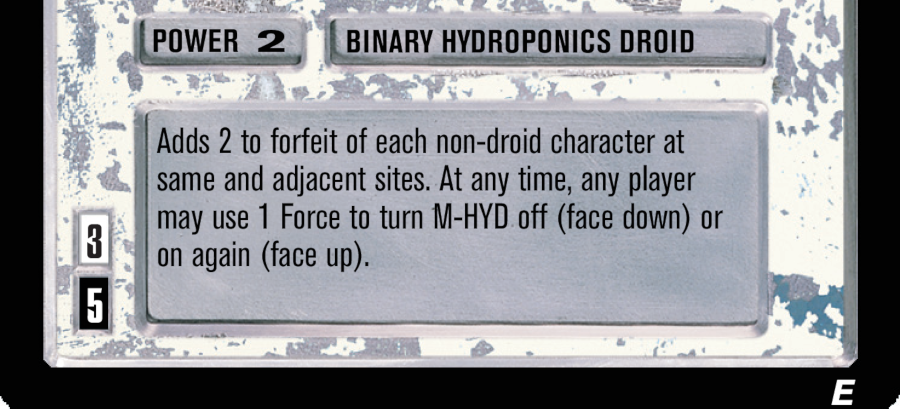 POWER 2
BINARY HYDROPONICS DROID
Adds 2 to forfeit of each non-droid character at
same and adjacent sites. At any time, any player
may use 1 Force to turn M-HYD off (face down) or
on again (face up).
3
5
E